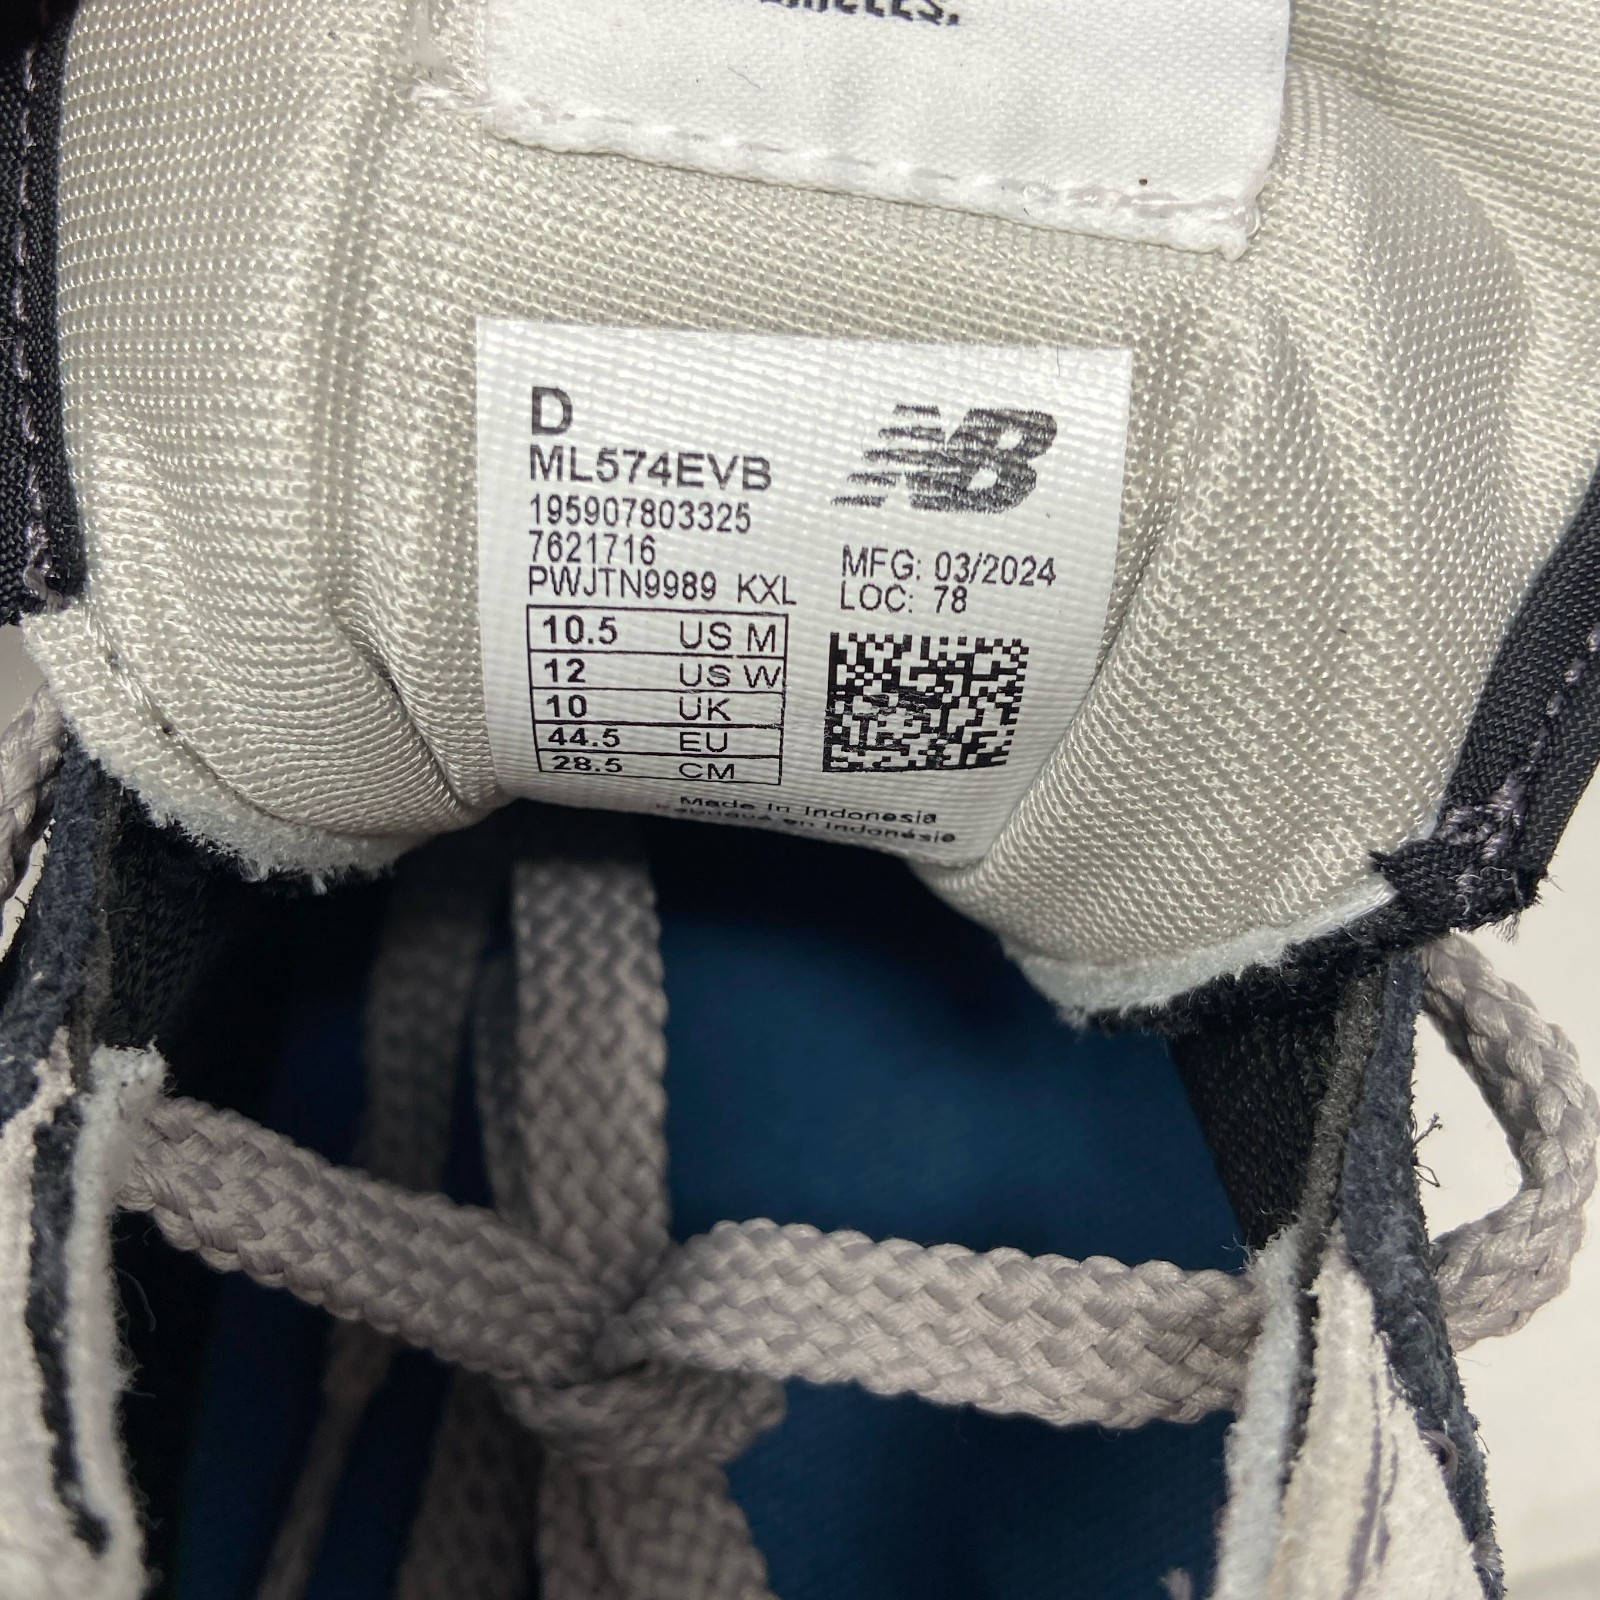 D
ML574EVB
195907803325
7621716
PWJTN9989 KXL
NB
MFG: 03/2024
LOC: 78
10.5 US M
12 US W
10 UK
44.5 EU
28.5 CM
Made in Indonesia
en Indonésie